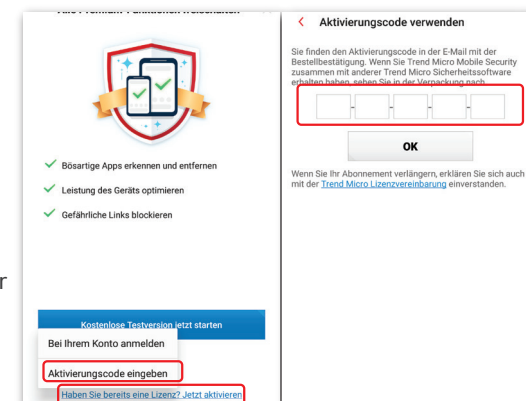 Alle Premium-Funktionen freischalten
Bösartige Apps erkennen und entfernen
Leistung des Geräts optimieren
Gefährliche Links blockieren
r
Kostenlose Testversion jetzt starten
Bei Ihrem Konto anmelden
Aktivierungscode eingeben
Haben Sie bereits eine Lizenz? Jetzt aktivieren
Aktivierungscode verwenden
Sie finden den Aktivierungscode in der E-Mail mit der
Bestellbestätigung. Wenn Sie Trend Micro Mobile Security
zusammen mit anderer Trend Micro Sicherheitssoftware
erhalten haben, sehen Sie in der Verpackung nach.
- - - -
OK
Wenn Sie Ihr Abonnement verlängern, erklären Sie sich auch
mit der Trend Micro Lizenzvereinbarung einverstanden.